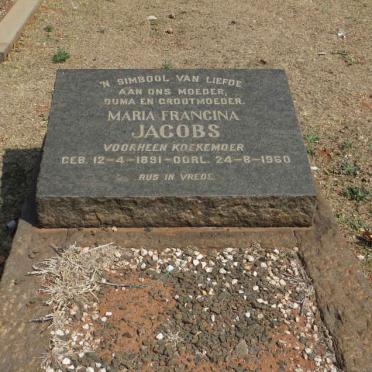 'N SIMBOOL VAN LIEFDE
AAN ONS MOEDER,
OUMA EN GROOTMOEDER.
MARIA FRANCINA
JACOBS
VOORHEEN KOEKEMOER
GEB. 12-4-1891-OORL. 24-8-1960
RUS IN VREDE.